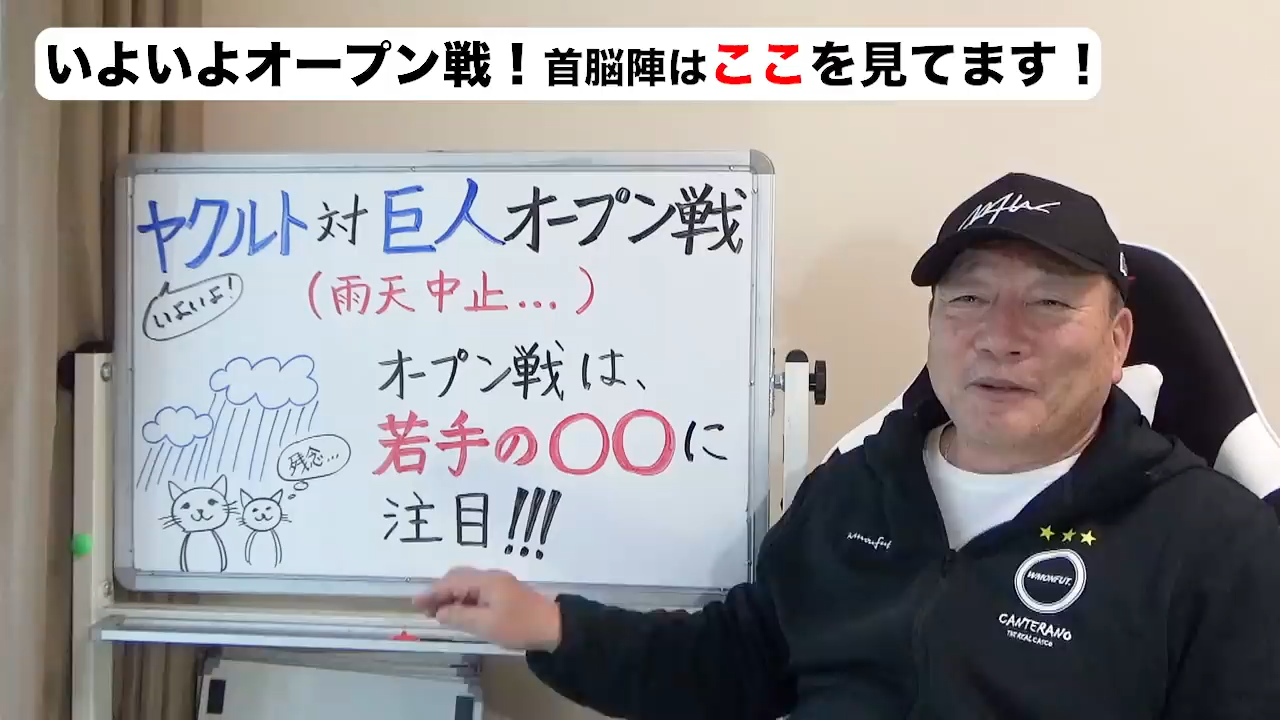 いよいよオープン戦！首脳陣はここを見てます！
ヤクルト対巨人オープン戦
いよいよ！
（雨天中止…）
オープン戦は、
若手の〇〇に
残念…
注目!!!
wmonfut
WMONFUT.
CANTERANO